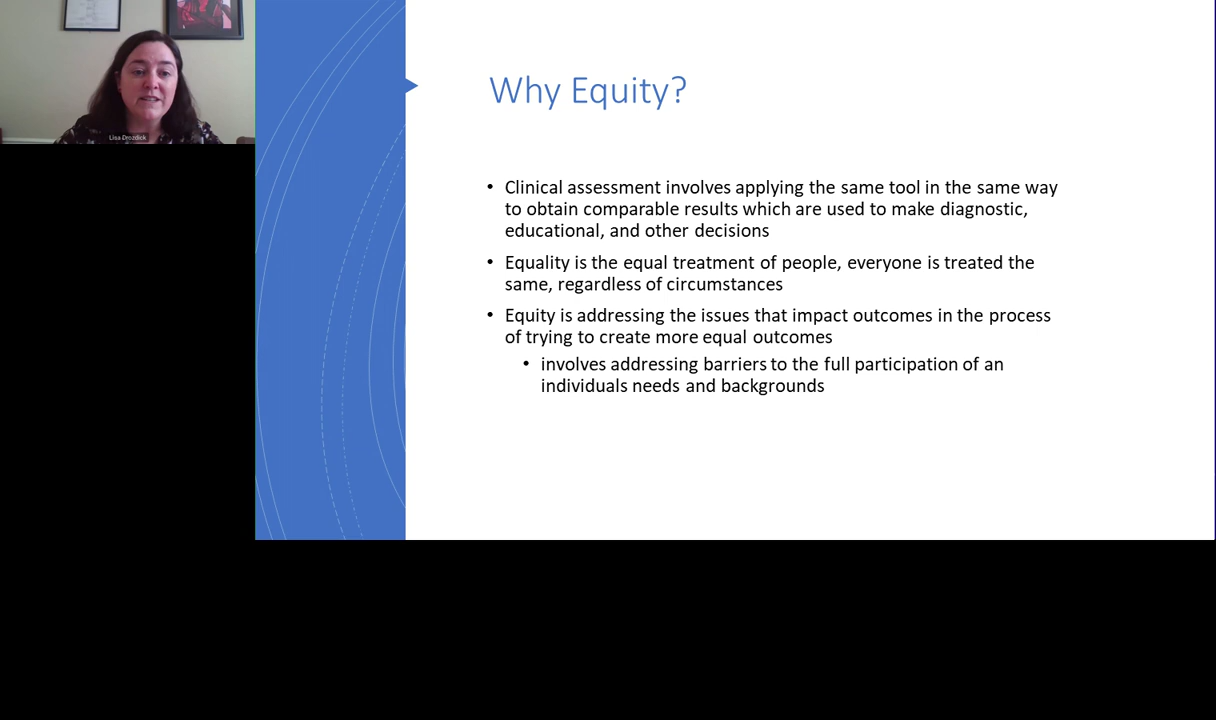 Lisa Drozdick
Why Equity?
• Clinical assessment involves applying the same tool in the same way
to obtain comparable results which are used to make diagnostic,
educational, and other decisions
• Equality is the equal treatment of people, everyone is treated the
same, regardless of circumstances
• Equity is addressing the issues that impact outcomes in the process
of trying to create more equal outcomes
• involves addressing barriers to the full participation of an
individuals needs and backgrounds